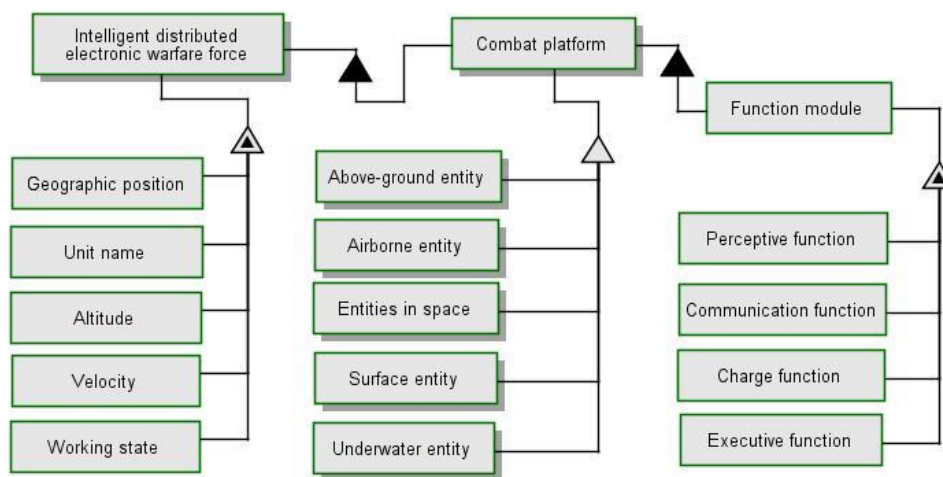 Intelligent distributed
electronic warfare force
Combat platform
Function module
Geographic position
Unit name
Altitude
Velocity
Working state
Above-ground entity
Airborne entity
Entities in space
Surface entity
Underwater entity
Perceptive function
Communication function
Charge function
Executive function